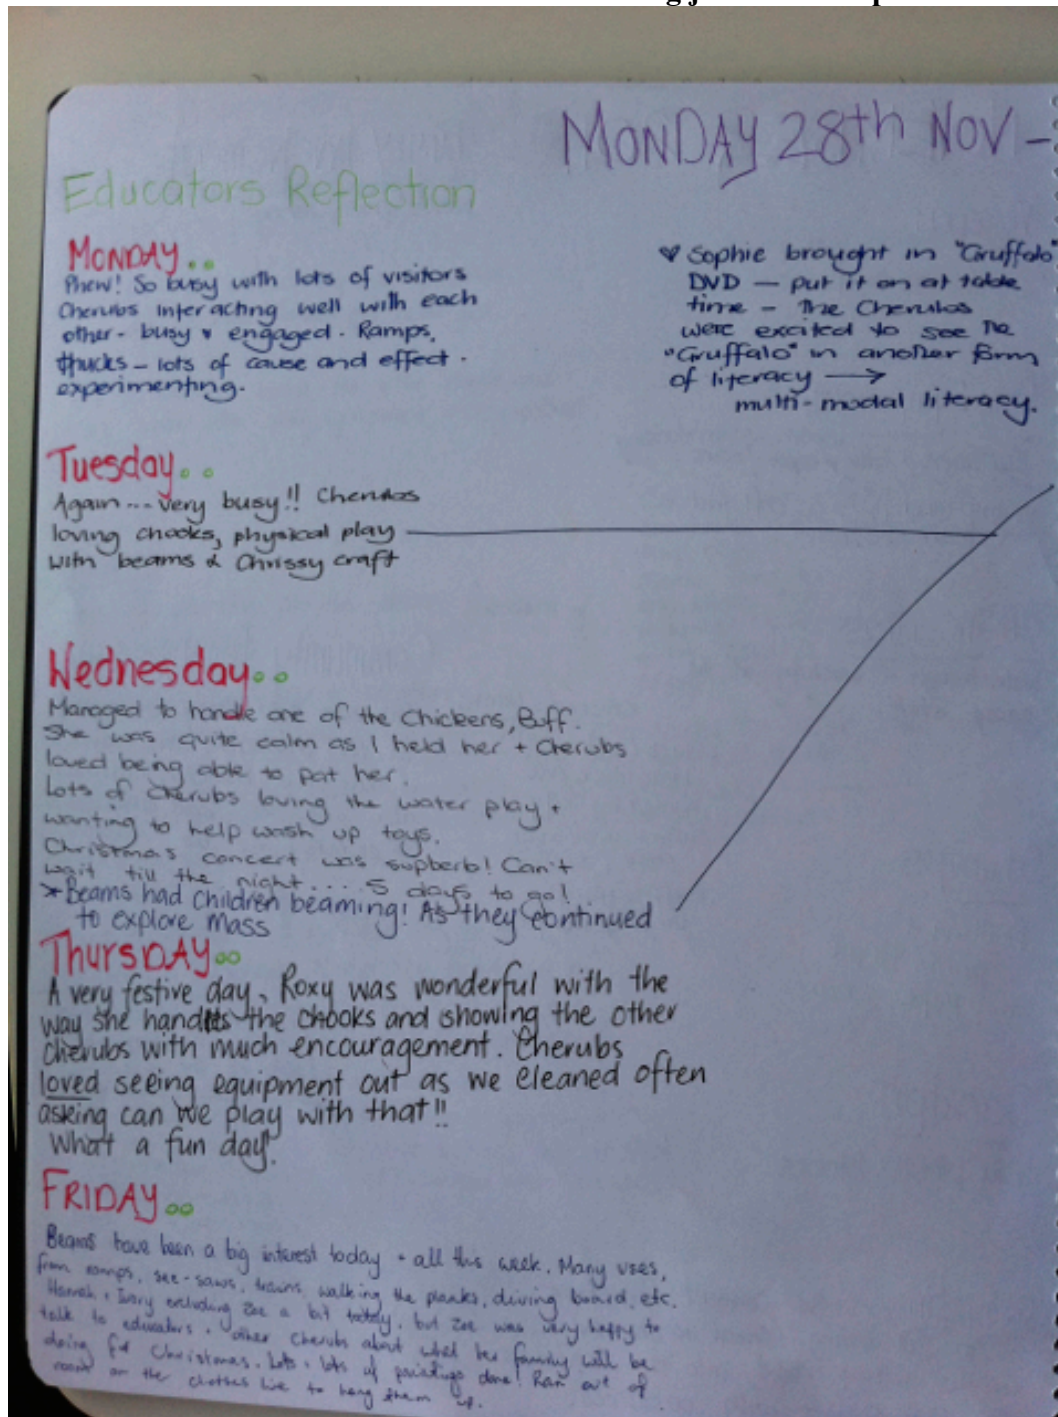 MONDAY 28th NOV -
Educators Reflection
MONDAY..
Phew! So busy with lots of visitors
Cherubs interacting well with each
other - busy & engaged. Ramps,
trucks - lots of cause and effect.
experimenting.
♥ Sophie brought in "Gruffalo"
DVD — put it on at table
time - The Cherubs
were excited to see the
"Gruffalo" in another form
of literacy →
multi-modal literacy.
Tuesday..
Again... very busy!! Cherubs
loving chooks, physical play
with beams & Chrissy craft
Wednesday..
Managed to handle one of the Chickens, Buff.
She was quite calm as I held her + Cherubs
loved being able to pat her.
Lots of Cherubs loving the water play +
wanting to help wash up toys.
Christmas concert was supberb! Can't
wait till the night.... 5 days to go!
* Beams had children beaming! As they continued
to explore mass
THURSDAY..
A very festive day, Roxy was wonderful with the
way she handles the chooks and showing the other
cherubs with much encouragement. Cherubs
loved seeing equipment out as we cleaned often
asking can we play with that!!
What a fun day!
FRIDAY..
Beams have been a big interest today + all this week. Many uses,
from ramps, see-saws, trains, walking the planks, diving board, etc.
Hannah + Ivory excluding Zoe a bit today, but Zoe was very happy to
talk to educators + other Cherubs about what her family will be
doing for Christmas. Lots + lots of paintings done! Ran out of
room on the clothes line to hang them up.